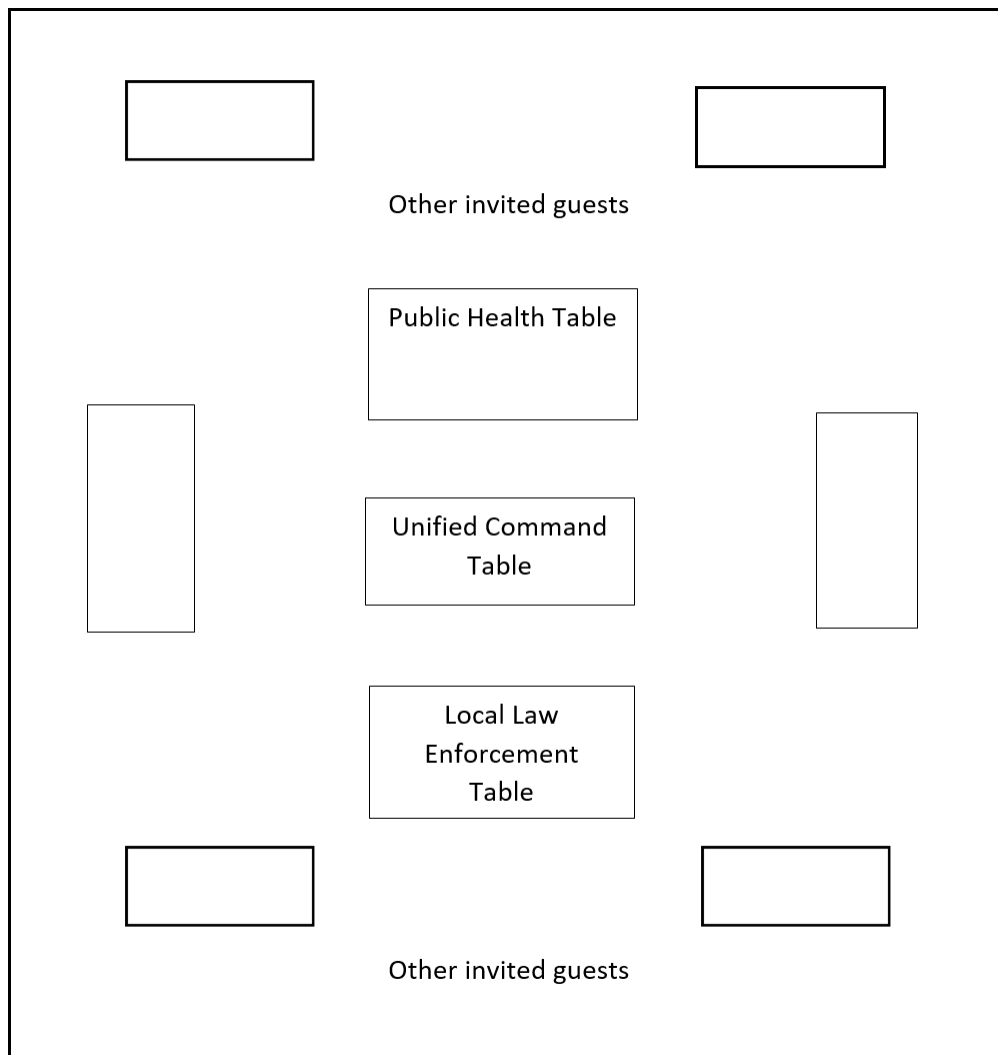 Other invited guests
Public Health Table
Unified Command
Table
Local Law
Enforcement
Table
Other invited guests